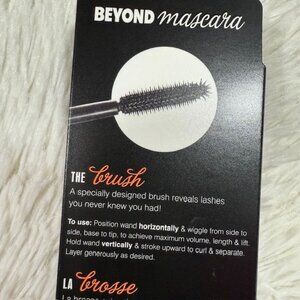 BEYOND mascara
THE brush
A specially designed brush reveals lashes
you never knew you had!
To use: Position wand horizontally & wiggle from side to
side, base to tip, to achieve maximum volume, length & lift.
Hold wand vertically & stroke upward to curl & separate.
Layer generously as desired.
LA brosse